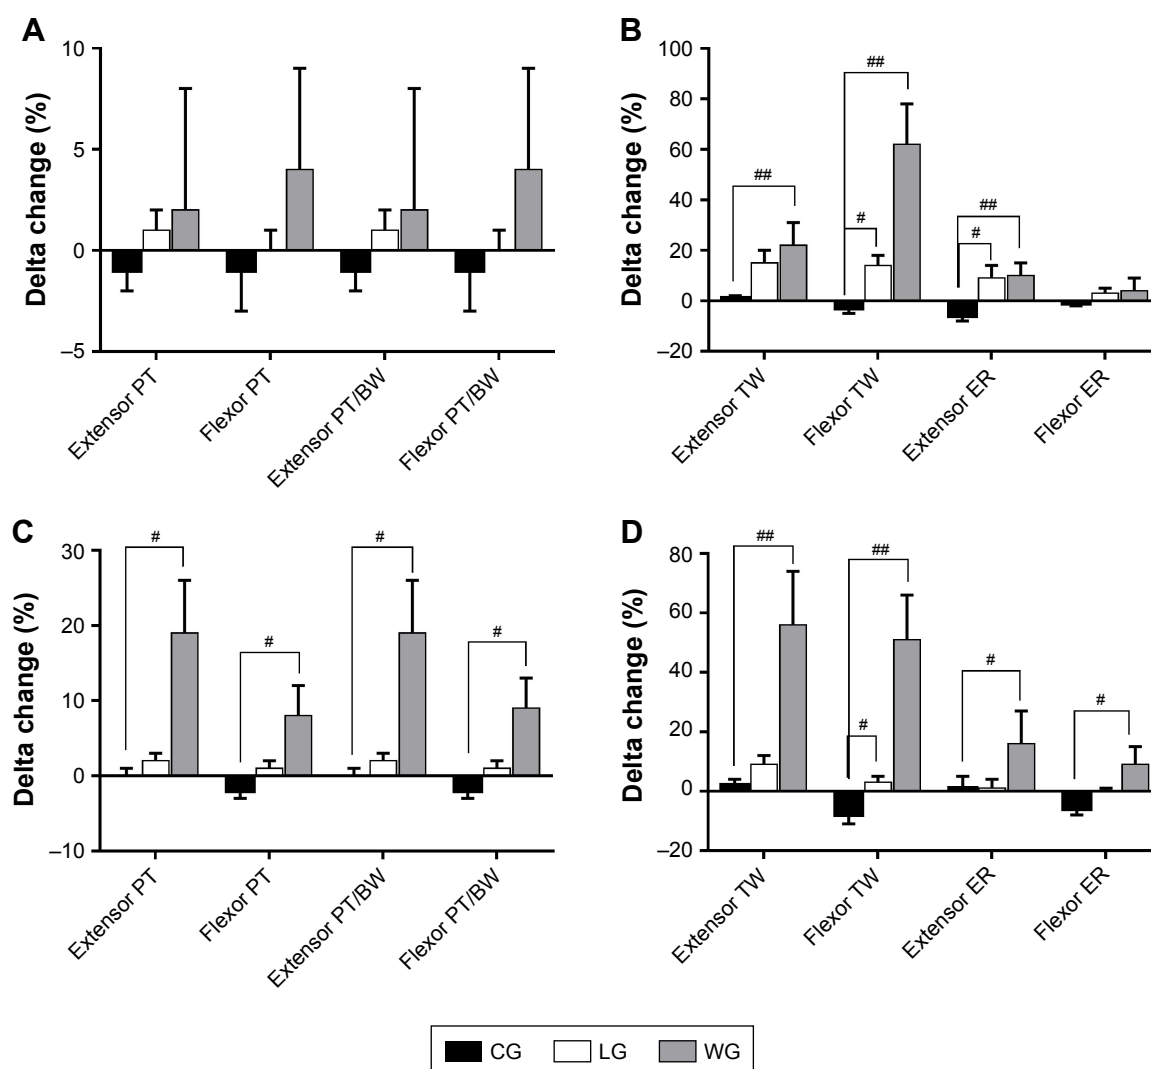 A
Delta change (%)
10
5
0
–5
Extensor PT
Flexor PT
Extensor PT/BW
Flexor PT/BW
B
Delta change (%)
100
80
60
40
20
0
–20
##
##
#
##
#
Extensor TW
Flexor TW
Extensor ER
Flexor ER
C
Delta change (%)
30
20
10
0
–10
#
#
#
#
Extensor PT
Flexor PT
Extensor PT/BW
Flexor PT/BW
D
Delta change (%)
80
60
40
20
0
–20
##
##
#
#
#
Extensor TW
Flexor TW
Extensor ER
Flexor ER
CG LG WG